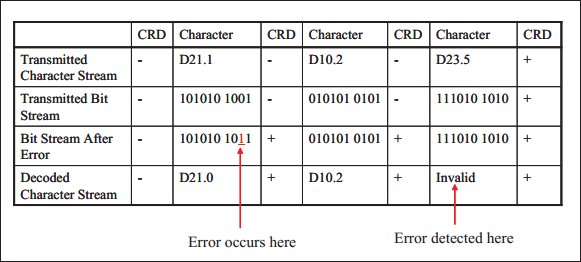 CRD Character CRD Character CRD Character CRD
Transmitted Character Stream - D21.1 - D10.2 - D23.5 +
Transmitted Bit Stream - 101010 1001 - 010101 0101 - 111010 1010 +
Bit Stream After Error - 101010 1011 + 010101 0101 + 111010 1010 +
Decoded Character Stream - D21.0 + D10.2 + Invalid +
Error occurs here Error detected here